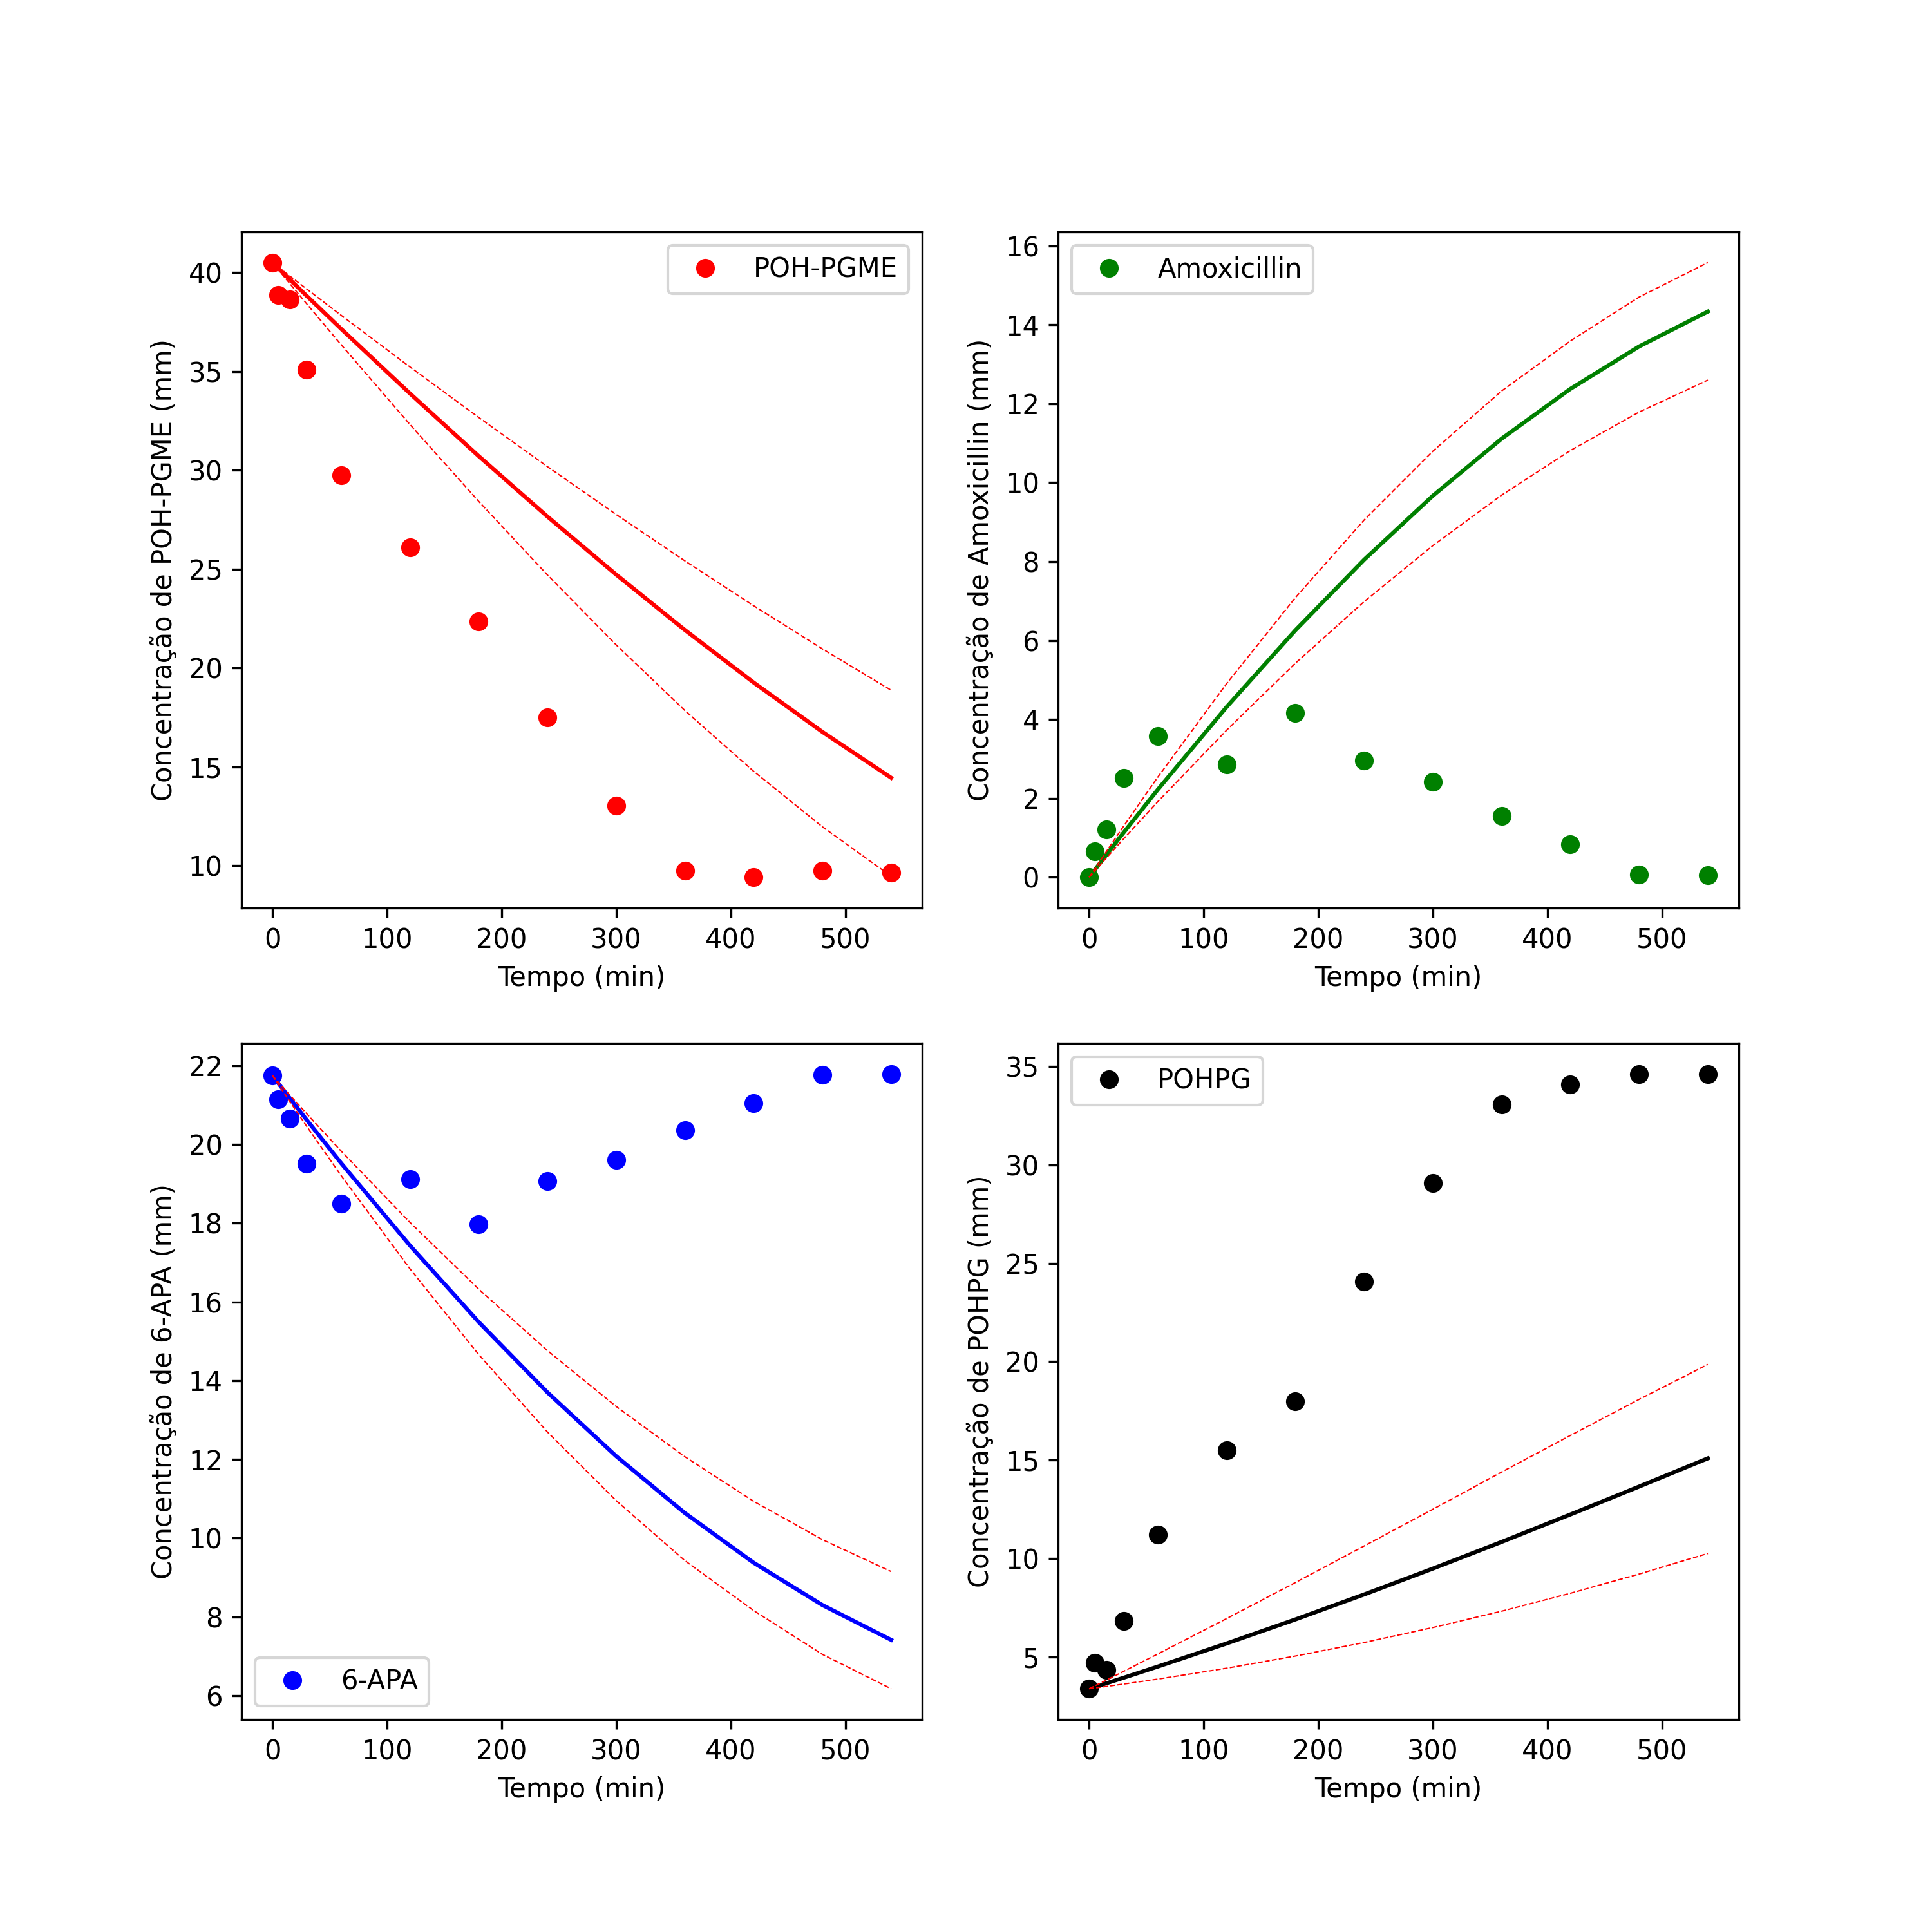 POH-PGME
Concentração de POH-PGME (mm)
40
35
30
25
20
15
10
0 100 200 300 400 500
Tempo (min)
Amoxicillin
Concentração de Amoxicillin (mm)
16
14
12
10
8
6
4
2
0
0 100 200 300 400 500
Tempo (min)
Concentração de 6-APA (mm)
22
20
18
16
14
12
10
8
6
6-APA
0 100 200 300 400 500
Tempo (min)
POHPG
Concentração de POHPG (mm)
35
30
25
20
15
10
5
0 100 200 300 400 500
Tempo (min)